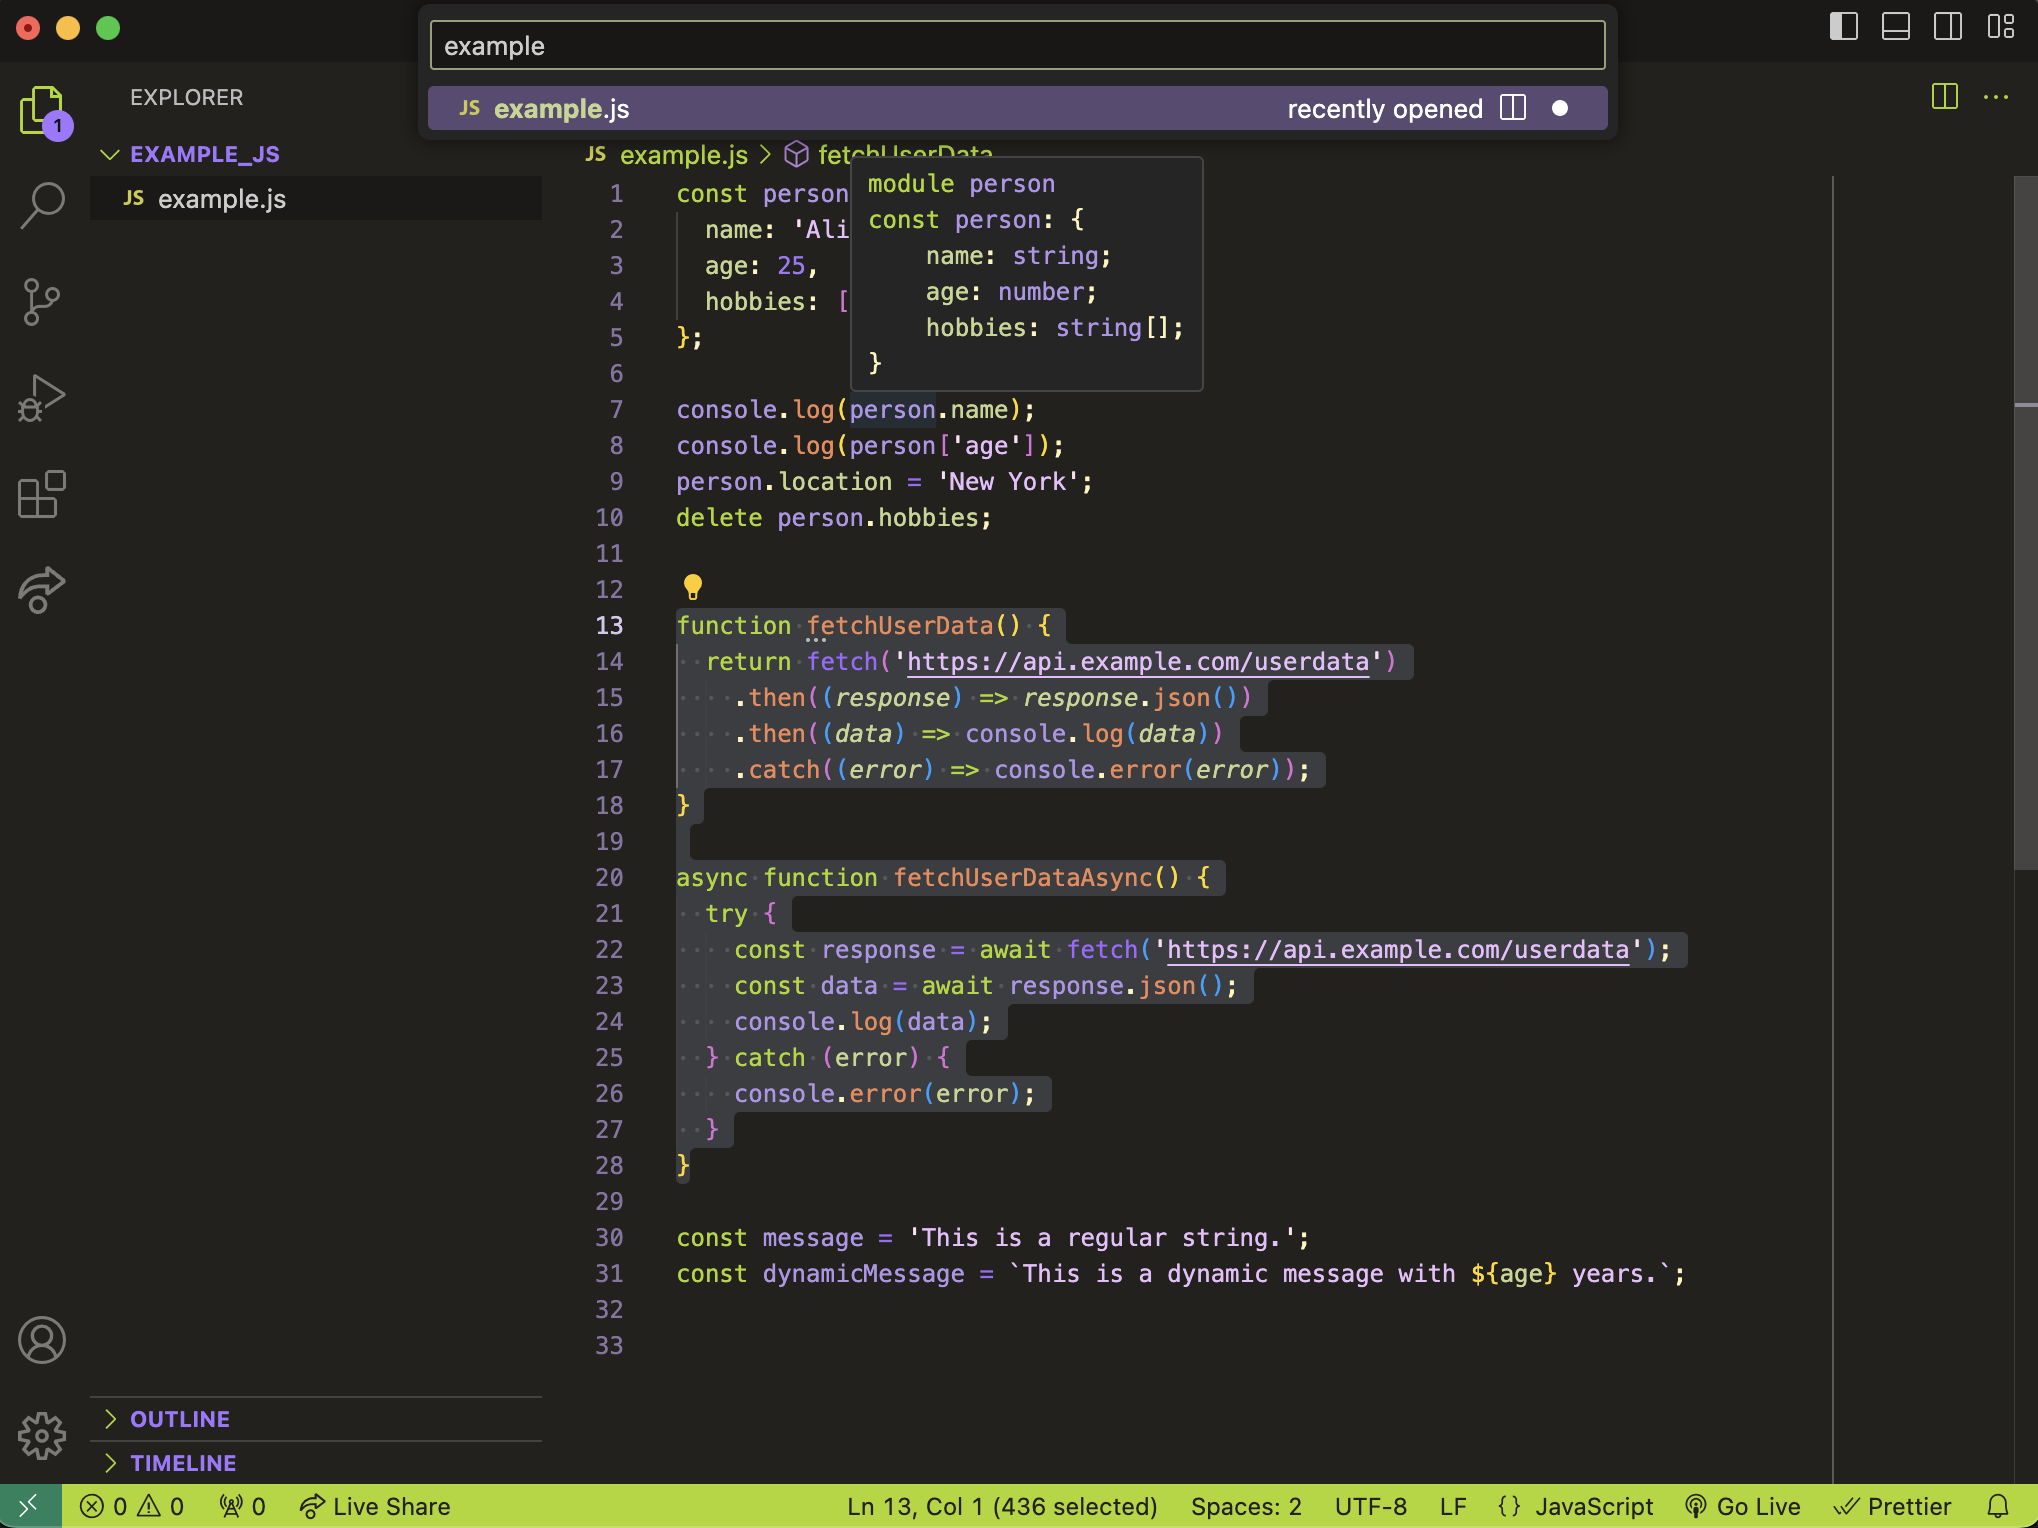 example
JS example.js recently opened
EXPLORER
1
EXAMPLE_JS
JS example.js
JS example.js > fetchUserData
module person
const person: {
    name: string;
    age: number;
    hobbies: string[];
}
1 const person
2   name: 'Ali
3   age: 25,
4   hobbies: [
5 };
6
7 console.log(person.name);
8 console.log(person['age']);
9 person.location = 'New York';
10 delete person.hobbies;
11
12
13 function fetchUserData() {
14   return fetch('https://api.example.com/userdata')
15     .then((response) => response.json())
16     .then((data) => console.log(data))
17     .catch((error) => console.error(error));
18 }
19
20 async function fetchUserDataAsync() {
21   try {
22     const response = await fetch('https://api.example.com/userdata');
23     const data = await response.json();
24     console.log(data);
25   } catch (error) {
26     console.error(error);
27   }
28 }
29
30 const message = 'This is a regular string.';
31 const dynamicMessage = `This is a dynamic message with ${age} years.`;
32
33
OUTLINE
TIMELINE
0 0 0 Live Share Ln 13, Col 1 (436 selected) Spaces: 2 UTF-8 LF {} JavaScript Go Live Prettier